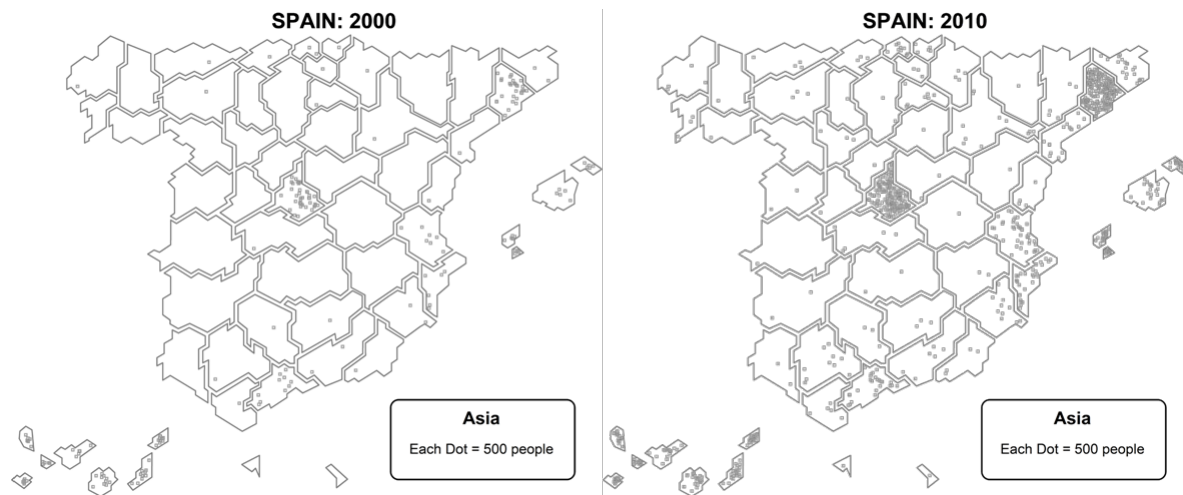 SPAIN: 2000
SPAIN: 2010
Asia
Each Dot = 500 people
Asia
Each Dot = 500 people